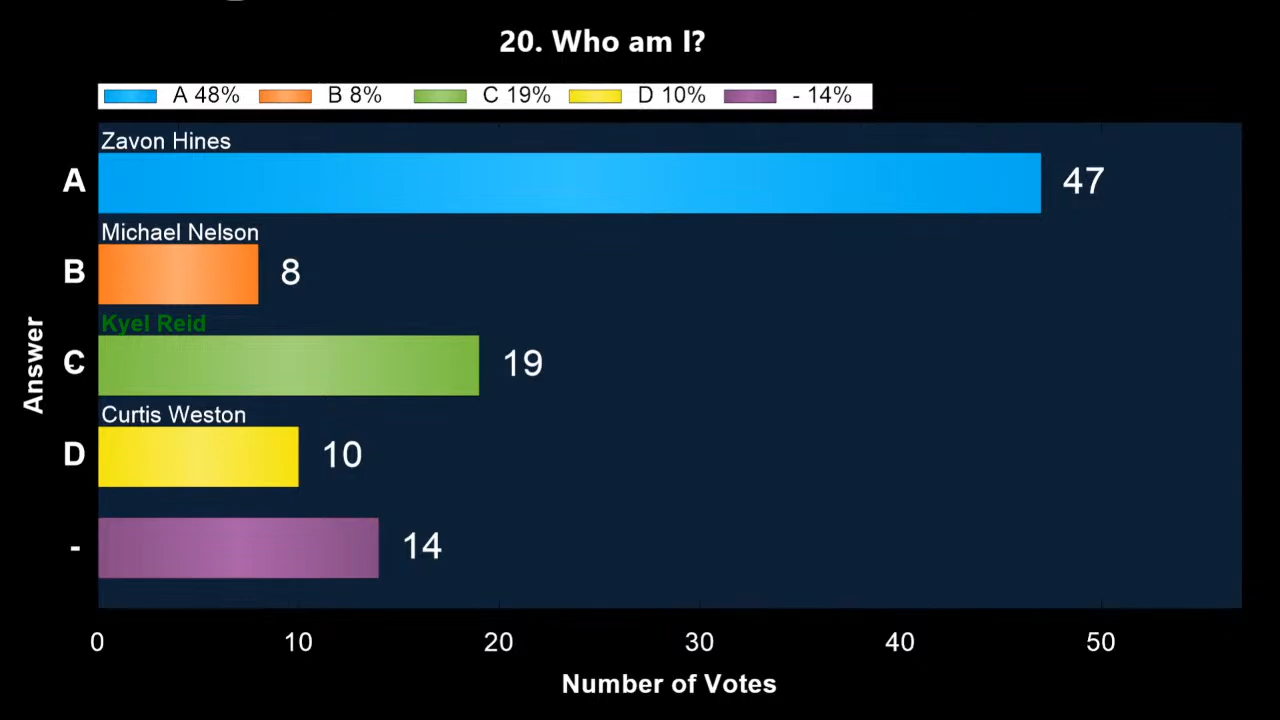 20. Who am I?
A 48% B 8% C 19% D 10% - 14%
Zavon Hines
A 47
Michael Nelson
B 8
Kyel Reid
C 19
Curtis Weston
D 10
- 14
Answer
0 10 20 30 40 50
Number of Votes